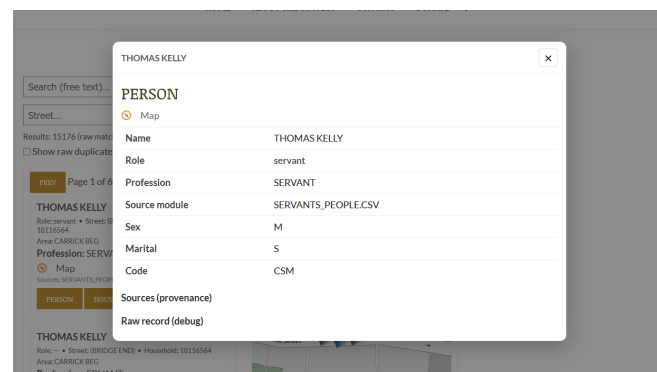 THOMAS KELLY
×
PERSON
Map
Name THOMAS KELLY
Role servant
Profession SERVANT
Source module SERVANTS_PEOPLE.CSV
Sex M
Marital S
Code CSM
Sources (provenance)
Raw record (debug)
Search (free text)...
Street...
Results: 15176 (raw matc
Show raw duplicate
PREV Page 1 of 6
THOMAS KELLY
Role: servant • Street: (B
18116564
Area: CARRICK BEG
Profession: SERVA
Map
Sources: SERVANTS_PEOP
PERSON HOUS
THOMAS KELLY
Role: — • Street: (BRIDGE END) • Household: 18116564
Area: CARRICK BEG